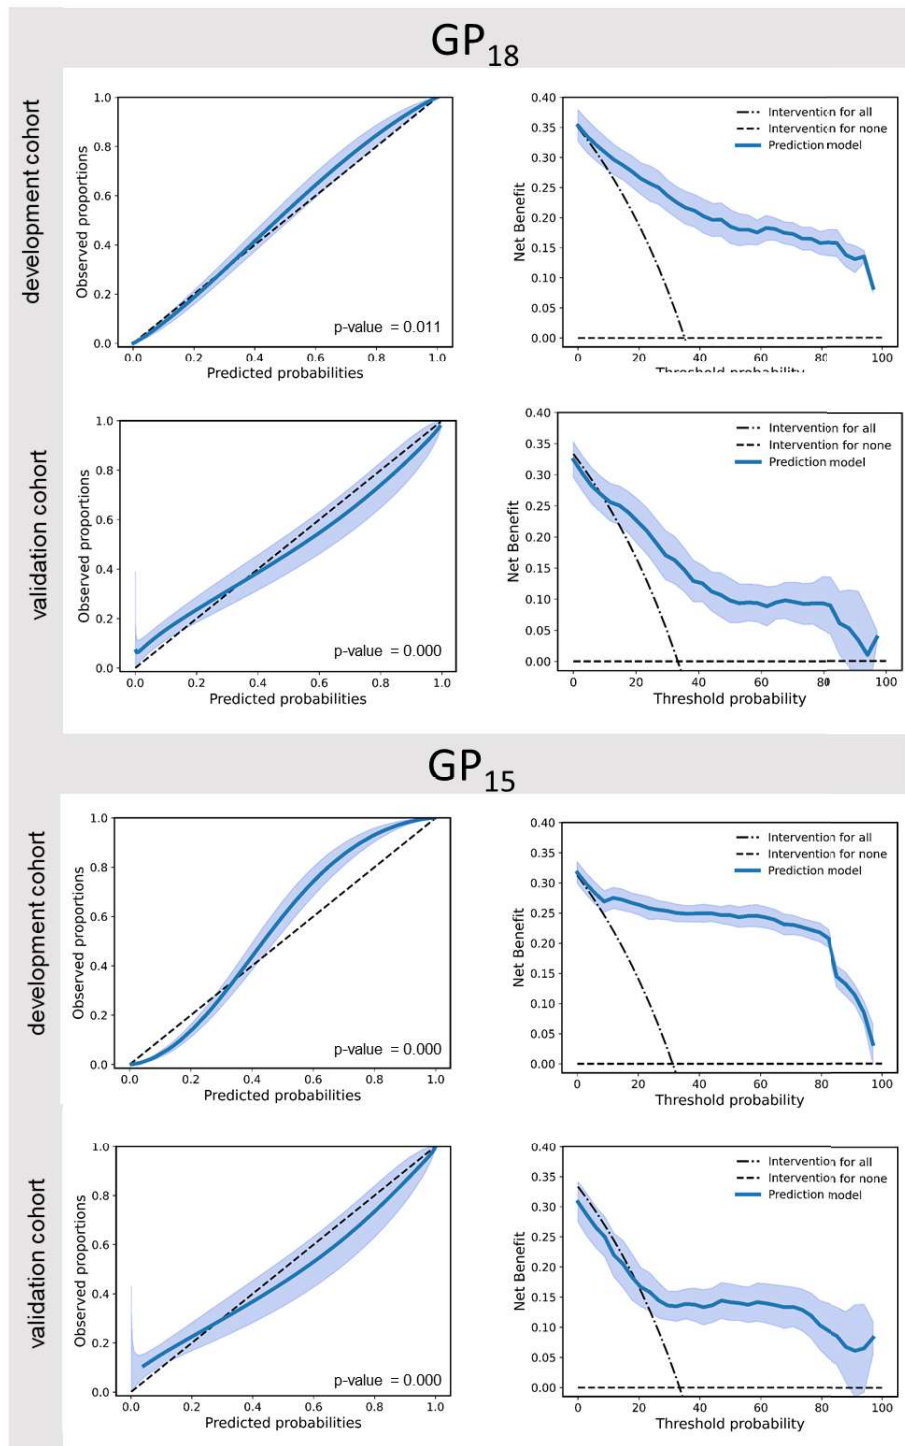 GP18
development cohort
1.0
0.8
0.6
0.4
0.2
0.0
Observed proportions
p-value = 0.011
0.0 0.2 0.4 0.6 0.8 1.0
Predicted probabilities
0.40
0.35
0.30
0.25
0.20
0.15
0.10
0.05
0.00
Net Benefit
Intervention for all
Intervention for none
Prediction model
0 20 40 60 80 100
Threshold probability
validation cohort
1.0
0.8
0.6
0.4
0.2
0.0
Observed proportions
p-value = 0.000
0.0 0.2 0.4 0.6 0.8 1.0
Predicted probabilities
0.40
0.35
0.30
0.25
0.20
0.15
0.10
0.05
0.00
Net Benefit
Intervention for all
Intervention for none
Prediction model
0 20 40 60 80 100
Threshold probability
GP15
development cohort
1.0
0.8
0.6
0.4
0.2
0.0
Observed proportions
p-value = 0.000
0.0 0.2 0.4 0.6 0.8 1.0
Predicted probabilities
0.40
0.35
0.30
0.25
0.20
0.15
0.10
0.05
0.00
Net Benefit
Intervention for all
Intervention for none
Prediction model
0 20 40 60 80 100
Threshold probability
validation cohort
1.0
0.8
0.6
0.4
0.2
0.0
Observed proportions
p-value = 0.000
0.0 0.2 0.4 0.6 0.8 1.0
Predicted probabilities
0.40
0.35
0.30
0.25
0.20
0.15
0.10
0.05
0.00
Net Benefit
Intervention for all
Intervention for none
Prediction model
0 20 40 60 80 100
Threshold probability